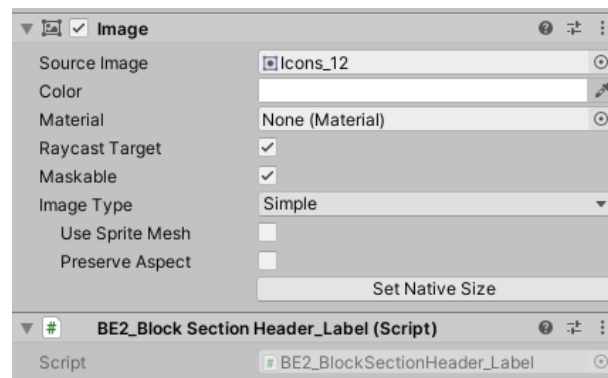 Image
Source Image Icons_12
Color
Material None (Material)
Raycast Target
Maskable
Image Type Simple
Use Sprite Mesh
Preserve Aspect
Set Native Size
# BE2_Block Section Header_Label (Script)
Script # BE2_BlockSectionHeader_Label